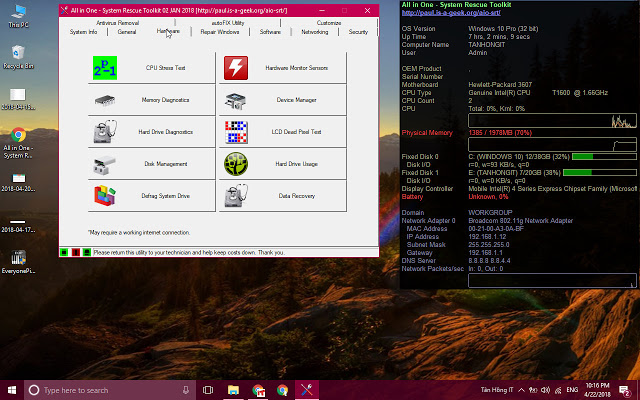 This PC
Recycle Bin
2018-04-15...
All in One - System R...
2018-04-20...
2018-04-17...
EveryonePi...
All in One - System Rescue Toolkit 02 JAN 2018 [http://paul.is-a-geek.org/aio-srt/]
Antivirus Removal autoFIX Utility Customize
System Info General Hardware Repair Windows Software Networking Security
CPU Stress Test Hardware Monitor Sensors
Memory Diagnostics Device Manager
Hard Drive Diagnostics LCD Dead Pixel Test
Disk Management Hard Drive Usage
Defrag System Drive Data Recovery
*May require a working internet connection.
Please return this utility to your technician and help keep costs down. Thank you.
All in One - System Rescue Toolkit
http://paul.is-a-geek.org/aio-srt/
OS Version Windows 10 Pro (32 bit)
Up Time 7 hrs, 2 mins, 9 secs
Computer Name TANHONGIT
User Admin
OEM Product .
Serial Number
Motherboard Hewlett-Packard 3607
CPU Type Genuine Intel(R) CPU T1600 @ 1.66GHz
CPU Count 2
CPU Total: 0%, Krnl: 0%
Physical Memory 1385 / 1978MB (70%)
Fixed Disk 0 C: (WINDOWS 10) 12/38GB (32%)
Disk I/O r=0, w=93 KB/s, q=0
Fixed Disk 1 E: (TANHONGIT) 7/20GB (38%)
Disk I/O r=0, w=0 KB/s, q=0
Display Controller Mobile Intel(R) 4 Series Express Chipset Family (Microsoft
Battery Unknown, 0%
Domain WORKGROUP
Network Adapter 0 Broadcom 802.11g Network Adapter
MAC Address 00-21-00-A3-0A-BF
IP Address 192.168.1.12
Subnet Mask 255.255.255.0
Gateway 192.168.1.1
DNS Server 8.8.8.8 8.8.4.4
Network Packets/sec In: 0, Out: 0
Type here to search
Tân Hồng IT
ENG
10:16 PM
4/22/2018
2